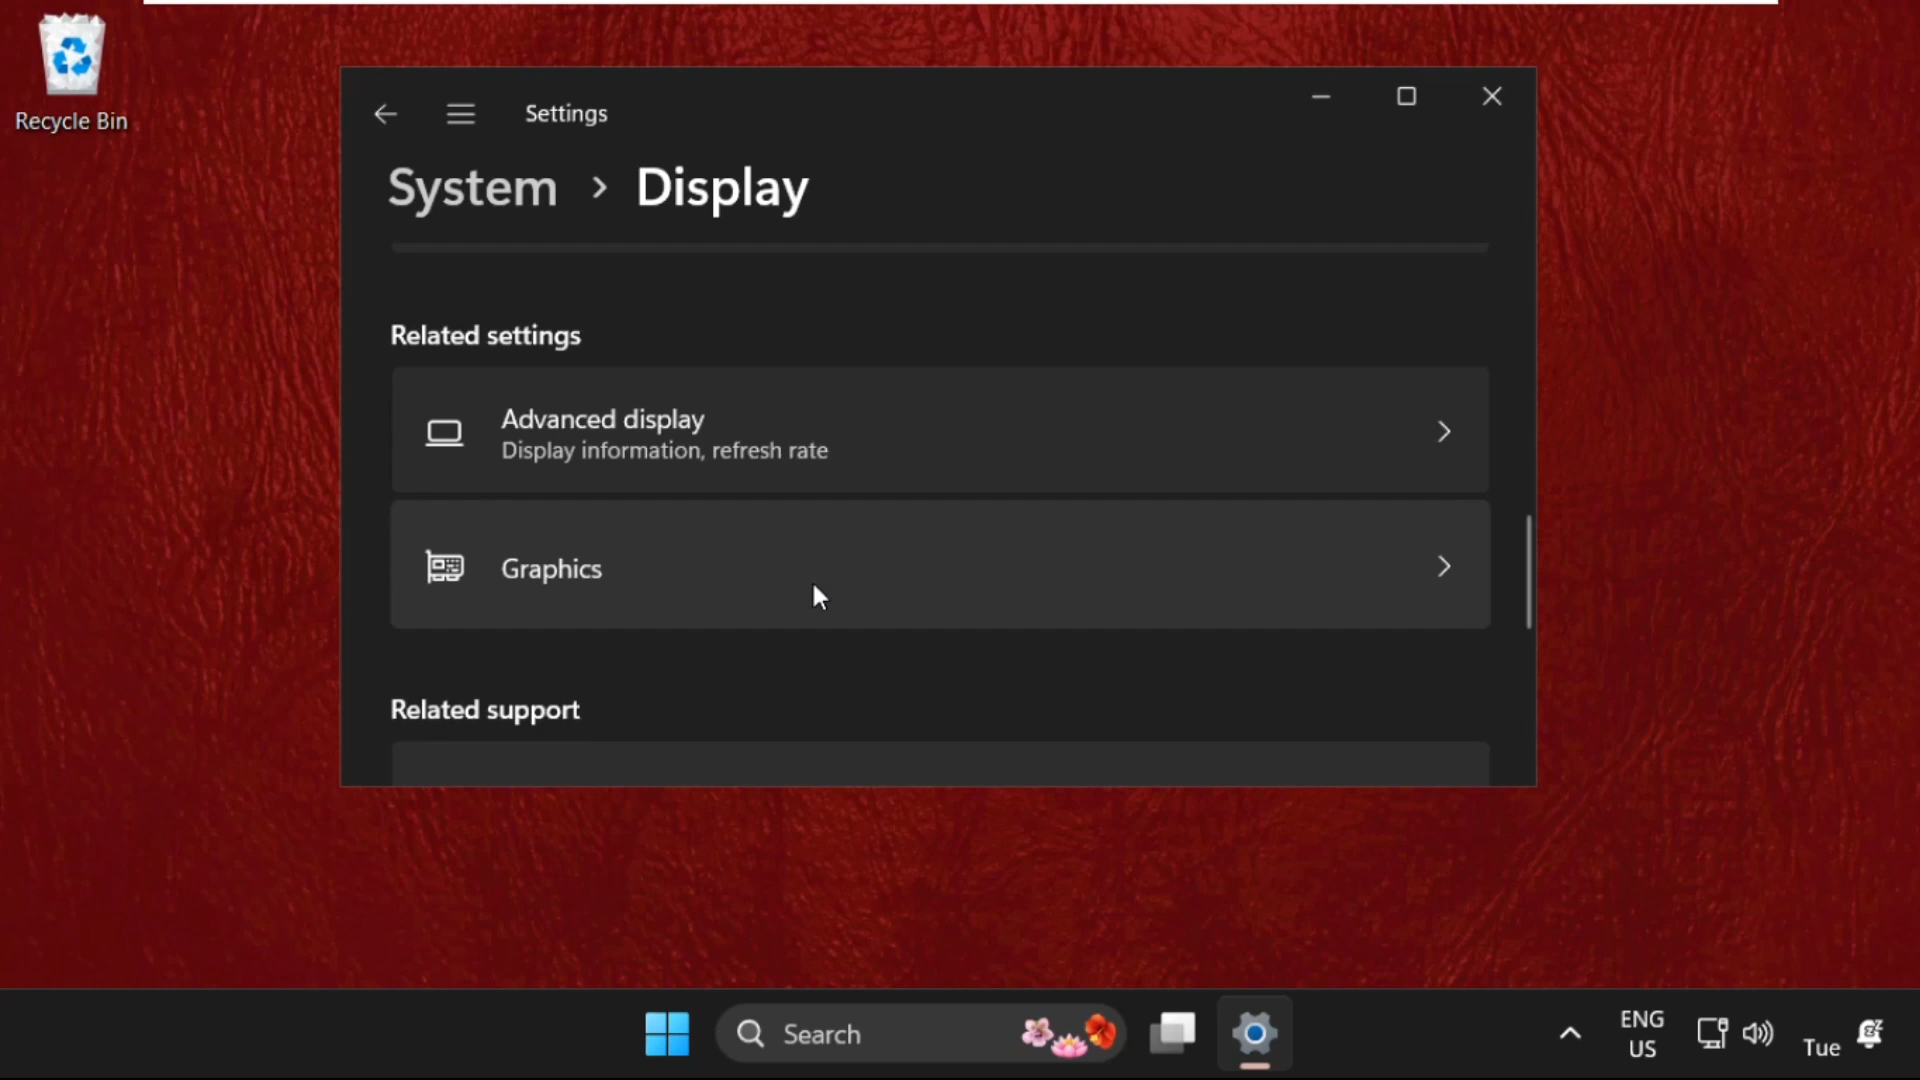 Recycle Bin
Settings
System > Display
Related settings
Advanced display
Display information, refresh rate
Graphics
Related support
Search
ENG
US
Tue